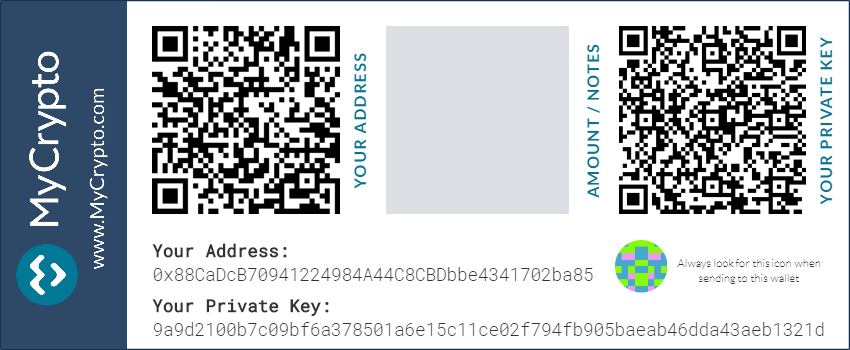 MyCrypto
www.MyCrypto.com
YOUR ADDRESS
AMOUNT / NOTES
YOUR PRIVATE KEY
Your Address:
0x88CaDcB70941224984A44C8CBDbbe4341702ba85
Always look for this icon when
sending to this wallet
Your Private Key:
9a9d2100b7c09bf6a378501a6e15c11ce02f794fb905baeab46dda43aeb1321d